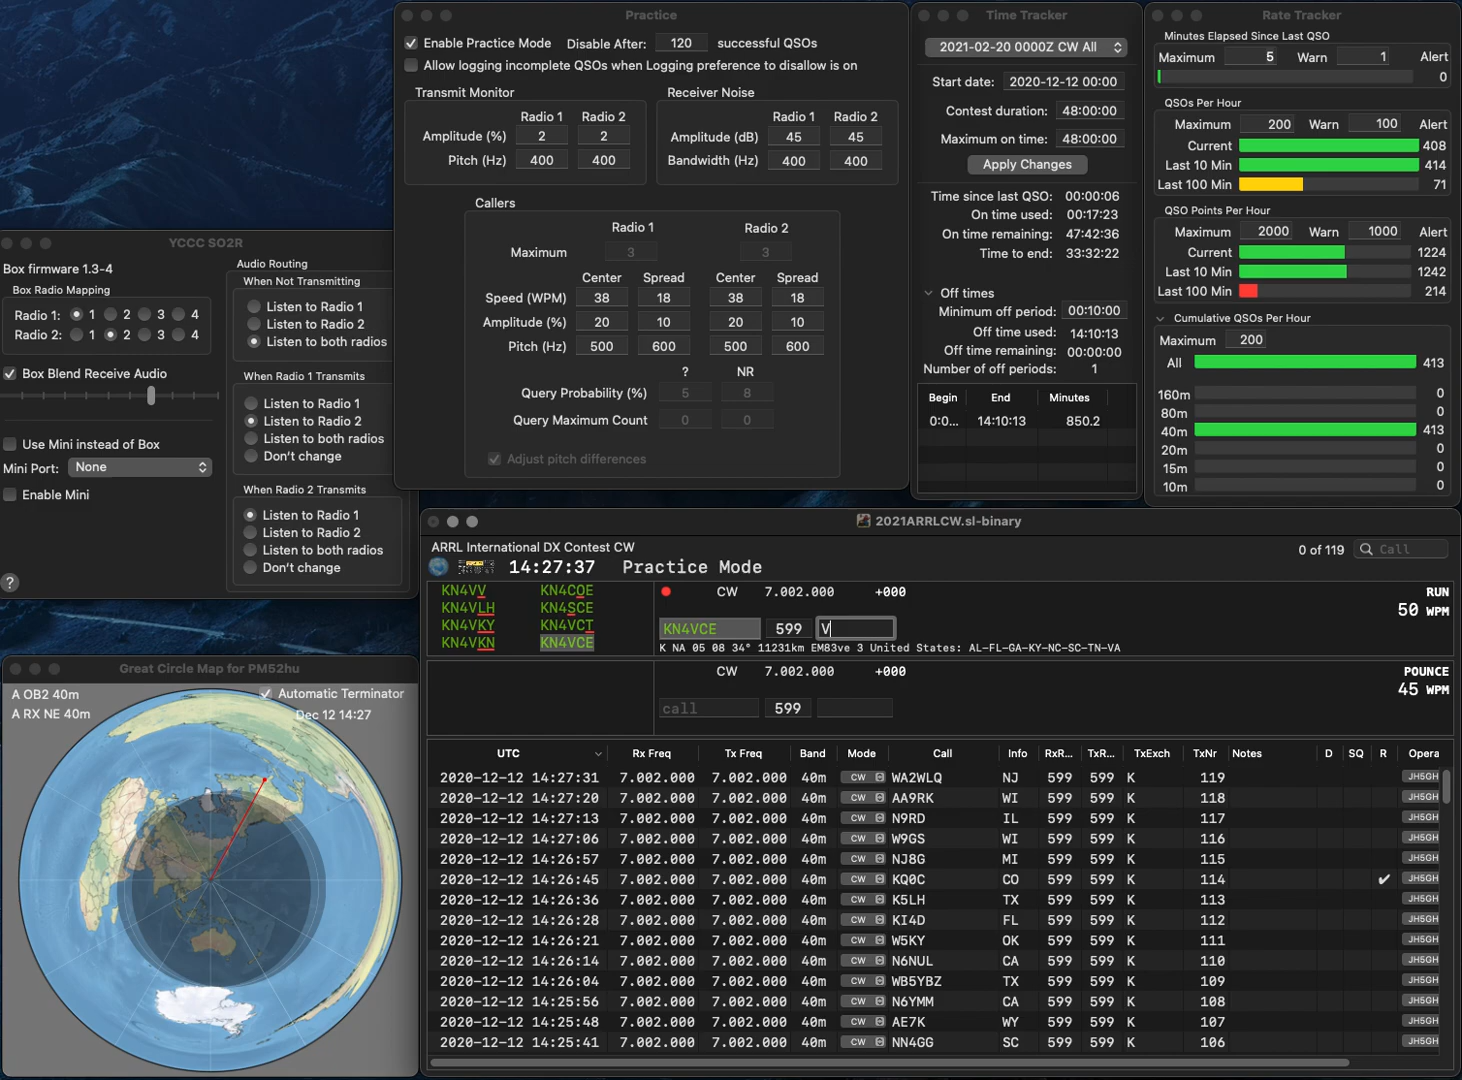 Practice
Enable Practice Mode Disable After: 120 successful QSOs
Allow logging incomplete QSOs when Logging preference to disallow is on
Transmit Monitor
Radio 1 Radio 2
Amplitude (%) 2 2
Pitch (Hz) 400 400
Receiver Noise
Radio 1 Radio 2
Amplitude (dB) 45 45
Bandwidth (Hz) 400 400
Callers
Radio 1 Radio 2
Maximum 3 3
Center Spread Center Spread
Speed (WPM) 38 18 38 18
Amplitude (%) 20 10 20 10
Pitch (Hz) 500 600 500 600
? NR
Query Probability (%) 5 8
Query Maximum Count 0 0
Adjust pitch differences
Time Tracker
2021-02-20 0000Z CW All
Start date: 2020-12-12 00:00
Contest duration: 48:00:00
Maximum on time: 48:00:00
Apply Changes
Time since last QSO: 00:00:06
On time used: 00:17:23
On time remaining: 47:42:36
Time to end: 33:32:22
Off times
Minimum off period: 00:10:00
Off time used: 14:10:13
Off time remaining: 00:00:00
Number of off periods: 1
Begin End Minutes
0:0... 14:10:13 850.2
Rate Tracker
Minutes Elapsed Since Last QSO
Maximum 5 Warn 1 Alert
0
QSOs Per Hour
Maximum 200 Warn 100 Alert
Current 408
Last 10 Min 414
Last 100 Min 71
QSO Points Per Hour
Maximum 2000 Warn 1000 Alert
Current 1224
Last 10 Min 1242
Last 100 Min 214
Cumulative QSOs Per Hour
Maximum 200
All 413
160m 0
80m 0
40m 413
20m 0
15m 0
10m 0
YCCC SO2R
Box firmware 1.3-4
Box Radio Mapping
Radio 1: 1 2 3 4
Radio 2: 1 2 3 4
Box Blend Receive Audio
Use Mini instead of Box
Mini Port: None
Enable Mini
?
Audio Routing
When Not Transmitting
Listen to Radio 1
Listen to Radio 2
Listen to both radios
When Radio 1 Transmits
Listen to Radio 1
Listen to Radio 2
Listen to both radios
Don't change
When Radio 2 Transmits
Listen to Radio 1
Listen to Radio 2
Listen to both radios
Don't change
Great Circle Map for PM52hu
A OB2 40m
A RX NE 40m
Automatic Terminator
Dec 12 14:27
2021ARRLCW.sl-binary
ARRL International DX Contest CW
0 of 119 Call
14:27:37 Practice Mode
KN4VV KN4COE
KN4VLH KN4SCE
KN4VKY KN4VCT
KN4VKN KN4VCE
CW 7.002.000 +000 RUN
50 WPM
KN4VCE 599 V
K NA 05 08 34° 11231km EM83ve 3 United States: AL-FL-GA-KY-NC-SC-TN-VA
CW 7.002.000 +000 POUNCE
45 WPM
call 599
UTC Rx Freq Tx Freq Band Mode Call Info RxR... TxR... TxExch TxNr Notes D SQ R Opera
2020-12-12 14:27:31 7.002.000 7.002.000 40m CW WA2WLQ NJ 599 599 K 119 JH5GH
2020-12-12 14:27:20 7.002.000 7.002.000 40m CW AA9RK WI 599 599 K 118 JH5GH
2020-12-12 14:27:13 7.002.000 7.002.000 40m CW N9RD IL 599 599 K 117 JH5GH
2020-12-12 14:27:06 7.002.000 7.002.000 40m CW W9GS WI 599 599 K 116 JH5GH
2020-12-12 14:26:57 7.002.000 7.002.000 40m CW NJ8G MI 599 599 K 115 JH5GH
2020-12-12 14:26:45 7.002.000 7.002.000 40m CW KQ0C CO 599 599 K 114 ✔ JH5GH
2020-12-12 14:26:36 7.002.000 7.002.000 40m CW K5LH TX 599 599 K 113 JH5GH
2020-12-12 14:26:28 7.002.000 7.002.000 40m CW KI4D FL 599 599 K 112 JH5GH
2020-12-12 14:26:21 7.002.000 7.002.000 40m CW W5KY OK 599 599 K 111 JH5GH
2020-12-12 14:26:14 7.002.000 7.002.000 40m CW N6NUL CA 599 599 K 110 JH5GH
2020-12-12 14:26:04 7.002.000 7.002.000 40m CW WB5YBZ TX 599 599 K 109 JH5GH
2020-12-12 14:25:56 7.002.000 7.002.000 40m CW N6YMM CA 599 599 K 108 JH5GH
2020-12-12 14:25:48 7.002.000 7.002.000 40m CW AE7K WY 599 599 K 107 JH5GH
2020-12-12 14:25:41 7.002.000 7.002.000 40m CW NN4GG SC 599 599 K 106 JH5GH